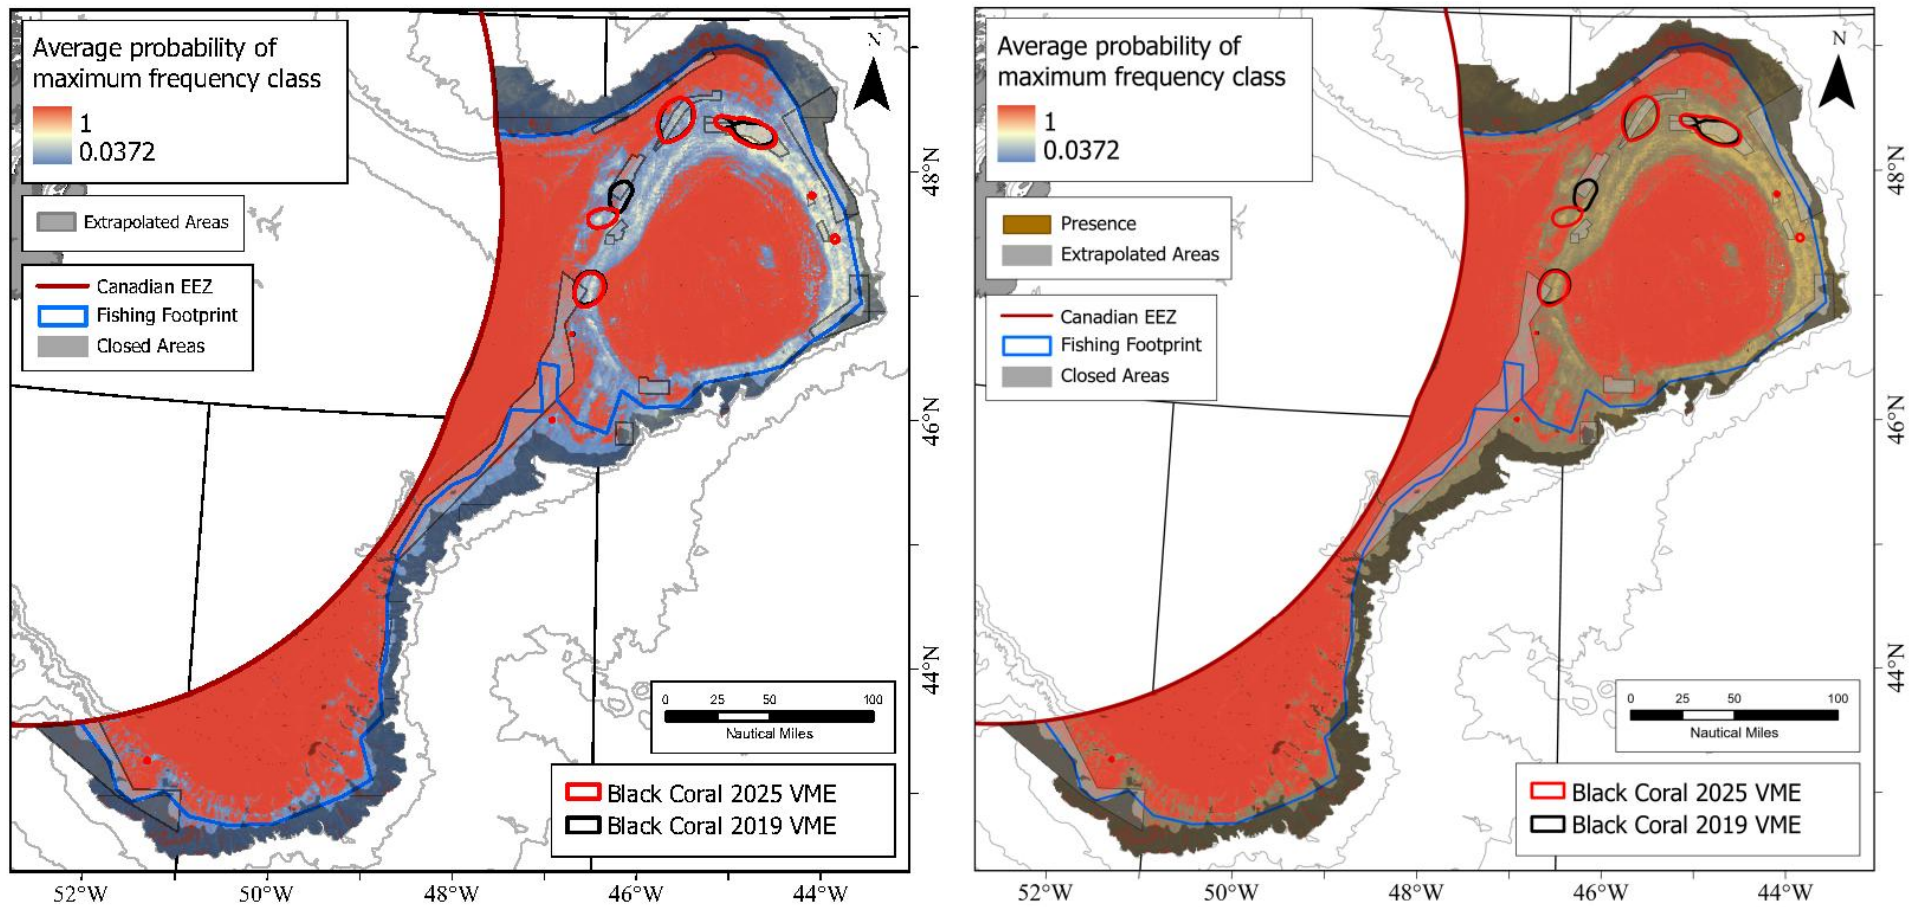 Average probability of
maximum frequency class
1
0.0372
Extrapolated Areas
Canadian EEZ
Fishing Footprint
Closed Areas
N
48°N
46°N
44°N
0 25 50 100
Nautical Miles
Black Coral 2025 VME
Black Coral 2019 VME
52°W 50°W 48°W 46°W 44°W
Average probability of
maximum frequency class
1
0.0372
Presence
Extrapolated Areas
Canadian EEZ
Fishing Footprint
Closed Areas
N
48°N
46°N
44°N
0 25 50 100
Nautical Miles
Black Coral 2025 VME
Black Coral 2019 VME
52°W 50°W 48°W 46°W 44°W